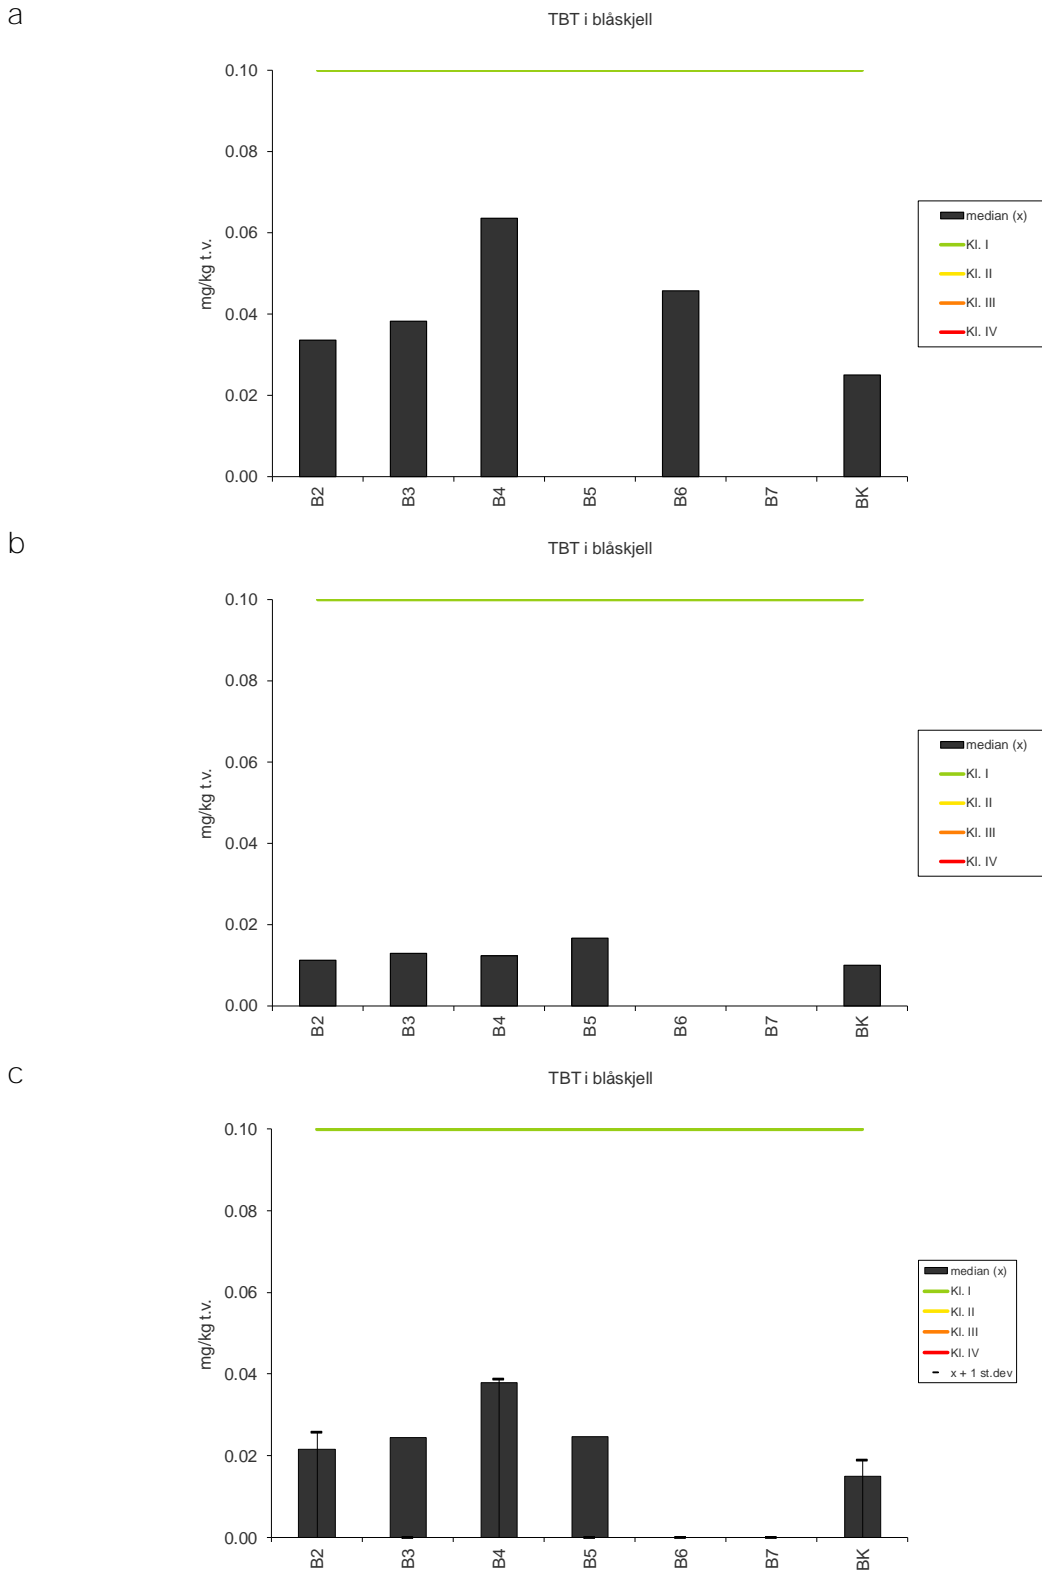 a
TBT i blåskjell
0.10
0.08
0.06
0.04
0.02
0.00
mg/kg t.v.
B2 B3 B4 B5 B6 B7 BK
median (x)
Kl. I
Kl. II
Kl. III
Kl. IV
b
TBT i blåskjell
0.10
0.08
0.06
0.04
0.02
0.00
mg/kg t.v.
B2 B3 B4 B5 B6 B7 BK
median (x)
Kl. I
Kl. II
Kl. III
Kl. IV
c
TBT i blåskjell
0.10
0.08
0.06
0.04
0.02
0.00
mg/kg t.v.
B2 B3 B4 B5 B6 B7 BK
median (x)
Kl. I
Kl. II
Kl. III
Kl. IV
x + 1 st.dev